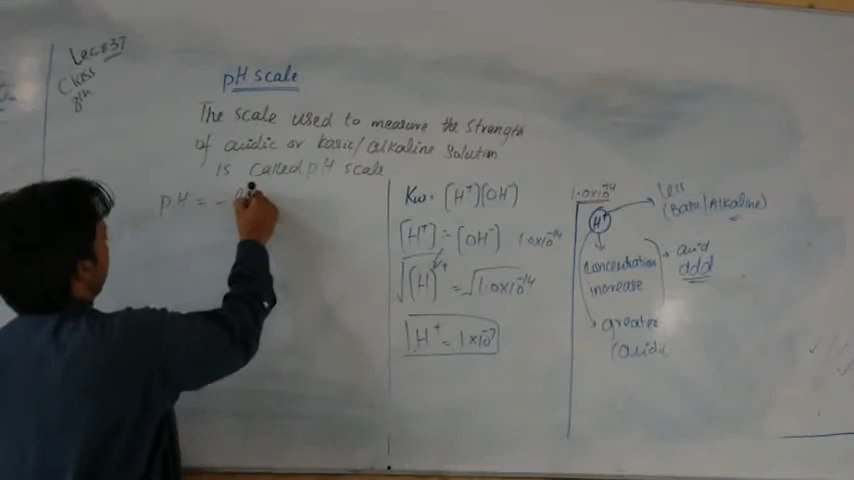 Lec#37
Class
8th
pH scale
The scale used to measure the strength
of acidic or basic/alkaline solution
is called pH scale
pH = -
Kw = [H+][OH-]
[H+] = [OH-] 1.0x10-14
√(H)+ = √1.0x10-14
H+ = 1x10-7
1.0x10-14
H+
Less
(Base/Alkaline)
concentration
increase
acid
add
greater
(acidic